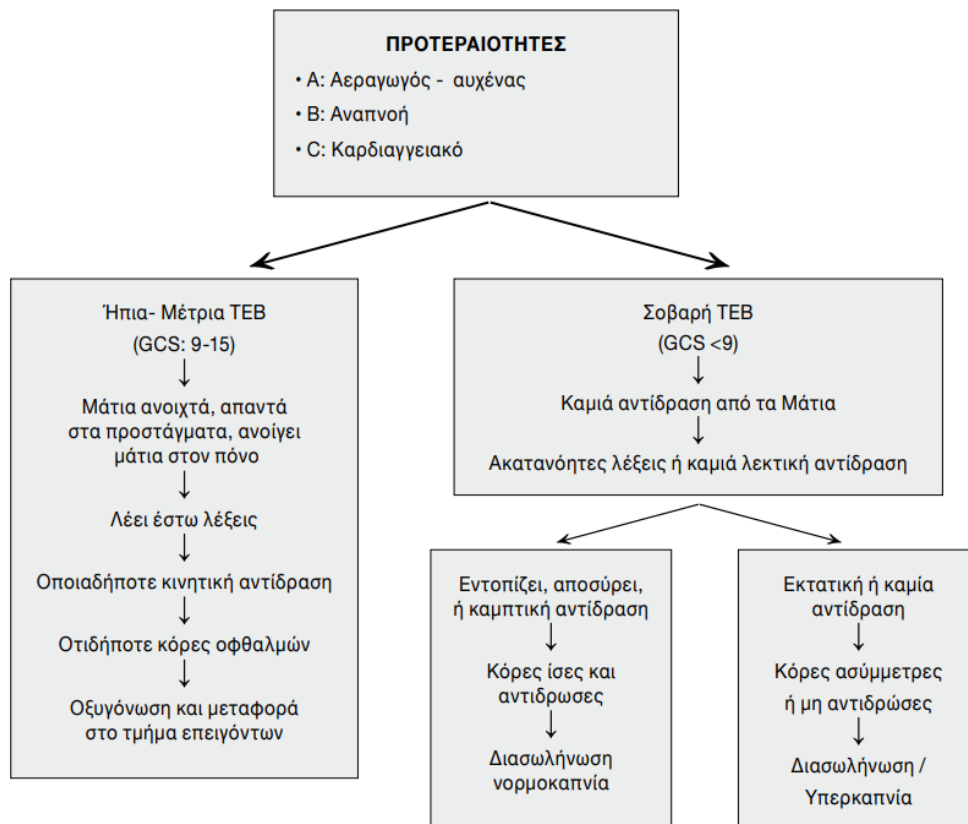 ΠΡΟΤΕΡΑΙΟΤΗΤΕΣ
• Α: Αεραγωγός - αυχένας
• Β: Αναπνοή
• C: Καρδιαγγειακό
Ήπια- Μέτρια ΤΕΒ
(GCS: 9-15)
Μάτια ανοιχτά, απαντά
στα προστάγματα, ανοίγει
μάτια στον πόνο
Λέει έστω λέξεις
Οποιαδήποτε κινητική αντίδραση
Οτιδήποτε κόρες οφθαλμών
Οξυγόνωση και μεταφορά
στο τμήμα επειγόντων
Σοβαρή ΤΕΒ
(GCS <9)
Καμιά αντίδραση από τα Μάτια
Ακατανόητες λέξεις ή καμιά λεκτική αντίδραση
Εντοπίζει, αποσύρει,
ή καμπτική αντίδραση
Κόρες ίσες και
αντιδρωσες
Διασωλήνωση
νορμοκαπνία
Εκτατική ή καμία
αντίδραση
Κόρες ασύμμετρες
ή μη αντιδρώσες
Διασωλήνωση /
Υπερκαπνία